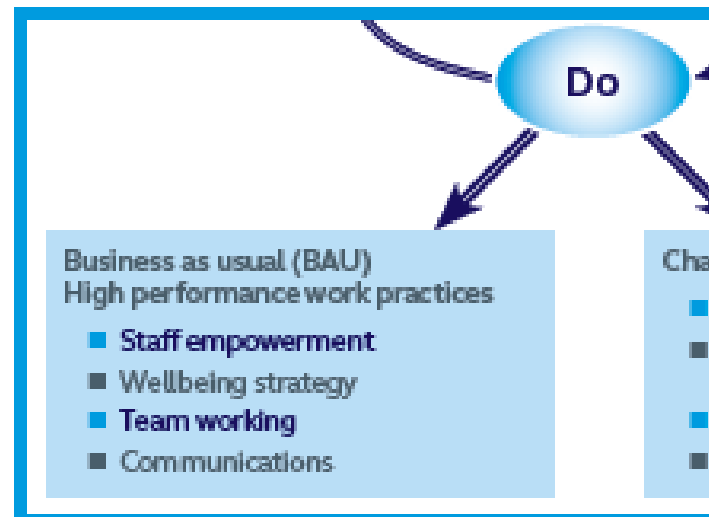 Do
Business as usual (BAU)
High performance work practices
Staff empowerment
Wellbeing strategy
Team working
Communications